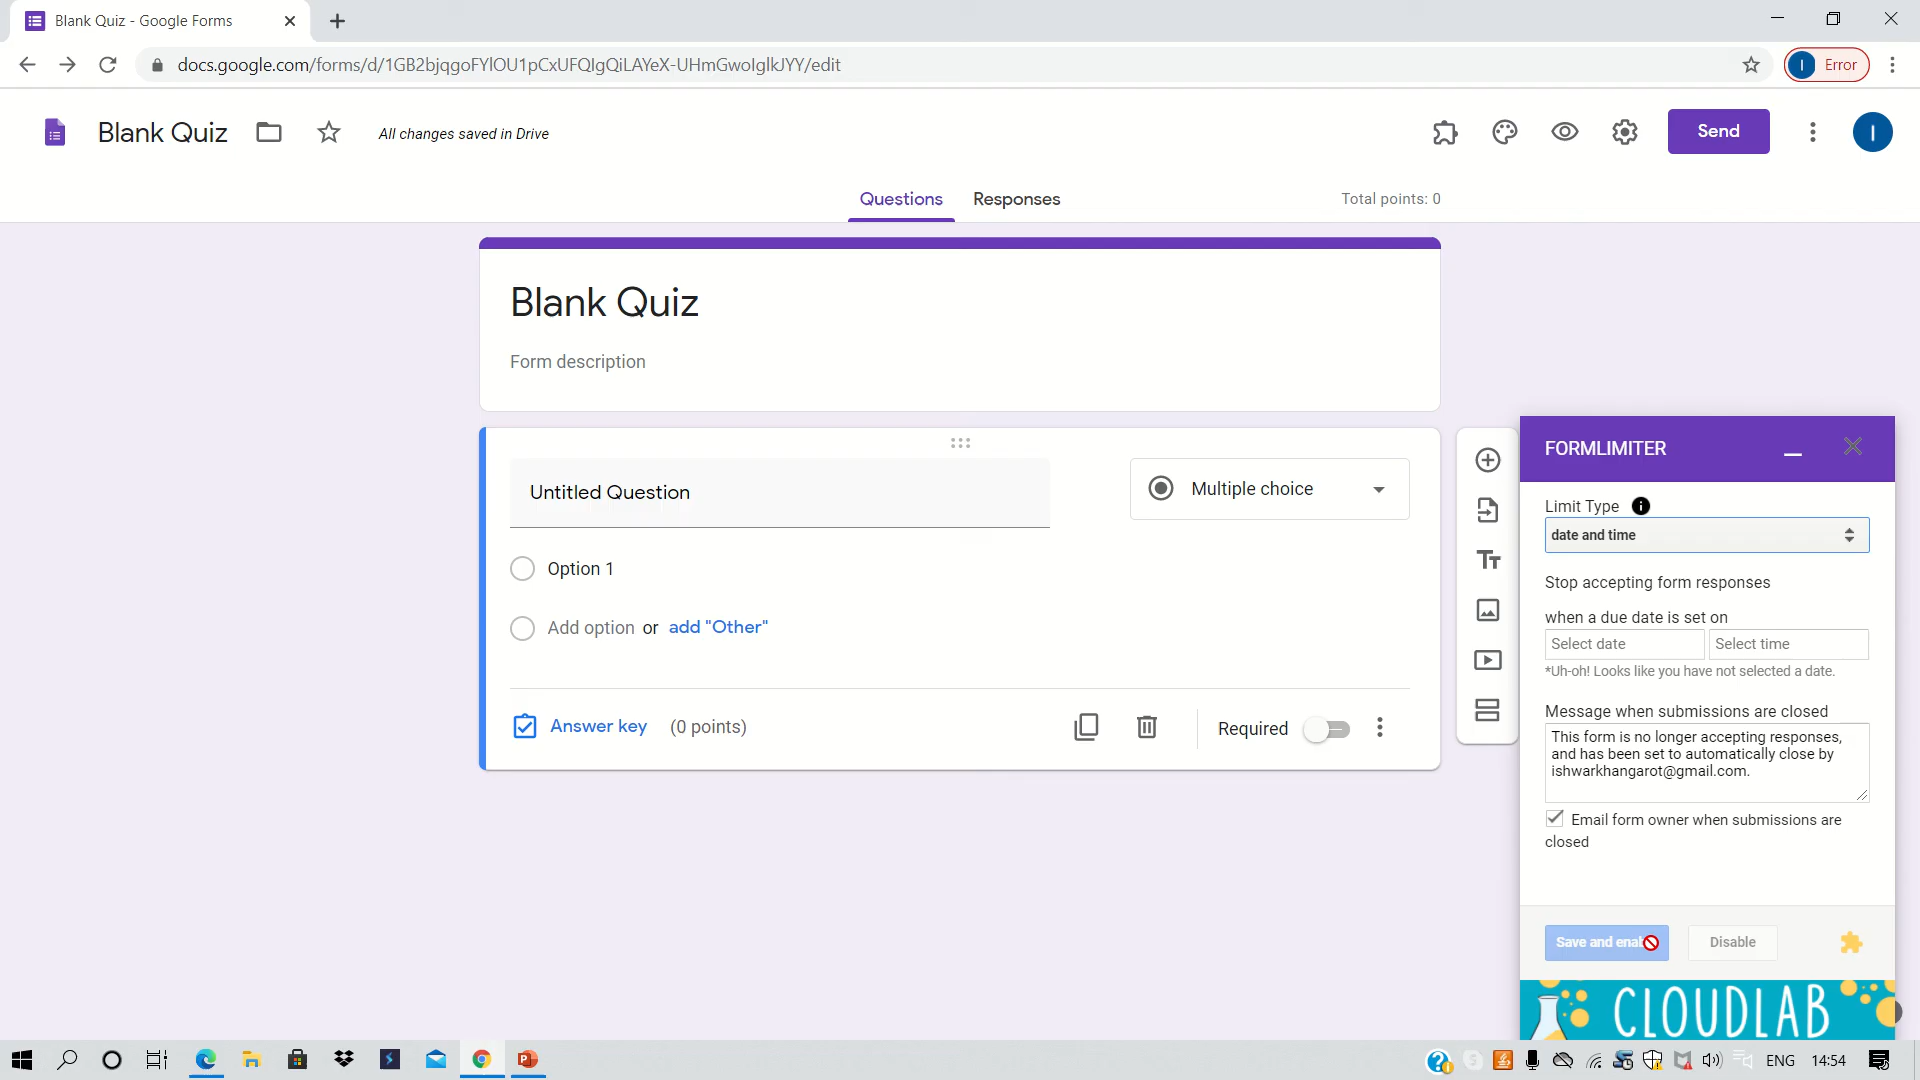 Blank Quiz - Google Forms
docs.google.com/forms/d/1GB2bjqgoFYlOU1pCxUFQIgQiLAYeX-UHmGwoIglkJYY/edit
I
Error
Blank Quiz
All changes saved in Drive
Send
I
Questions
Responses
Total points: 0
Blank Quiz
Form description
Untitled Question
Multiple choice
Option 1
Add option or add "Other"
Answer key
(0 points)
Required
FORMLIMITER
Limit Type
date and time
Stop accepting form responses
when a due date is set on
Select date
Select time
*Uh-oh! Looks like you have not selected a date.
Message when submissions are closed
This form is no longer accepting responses,
and has been set to automatically close by
ishwarkhangarot@gmail.com.
Email form owner when submissions are
closed
Save and
Disable
CLOUDLAB
ENG
14:54